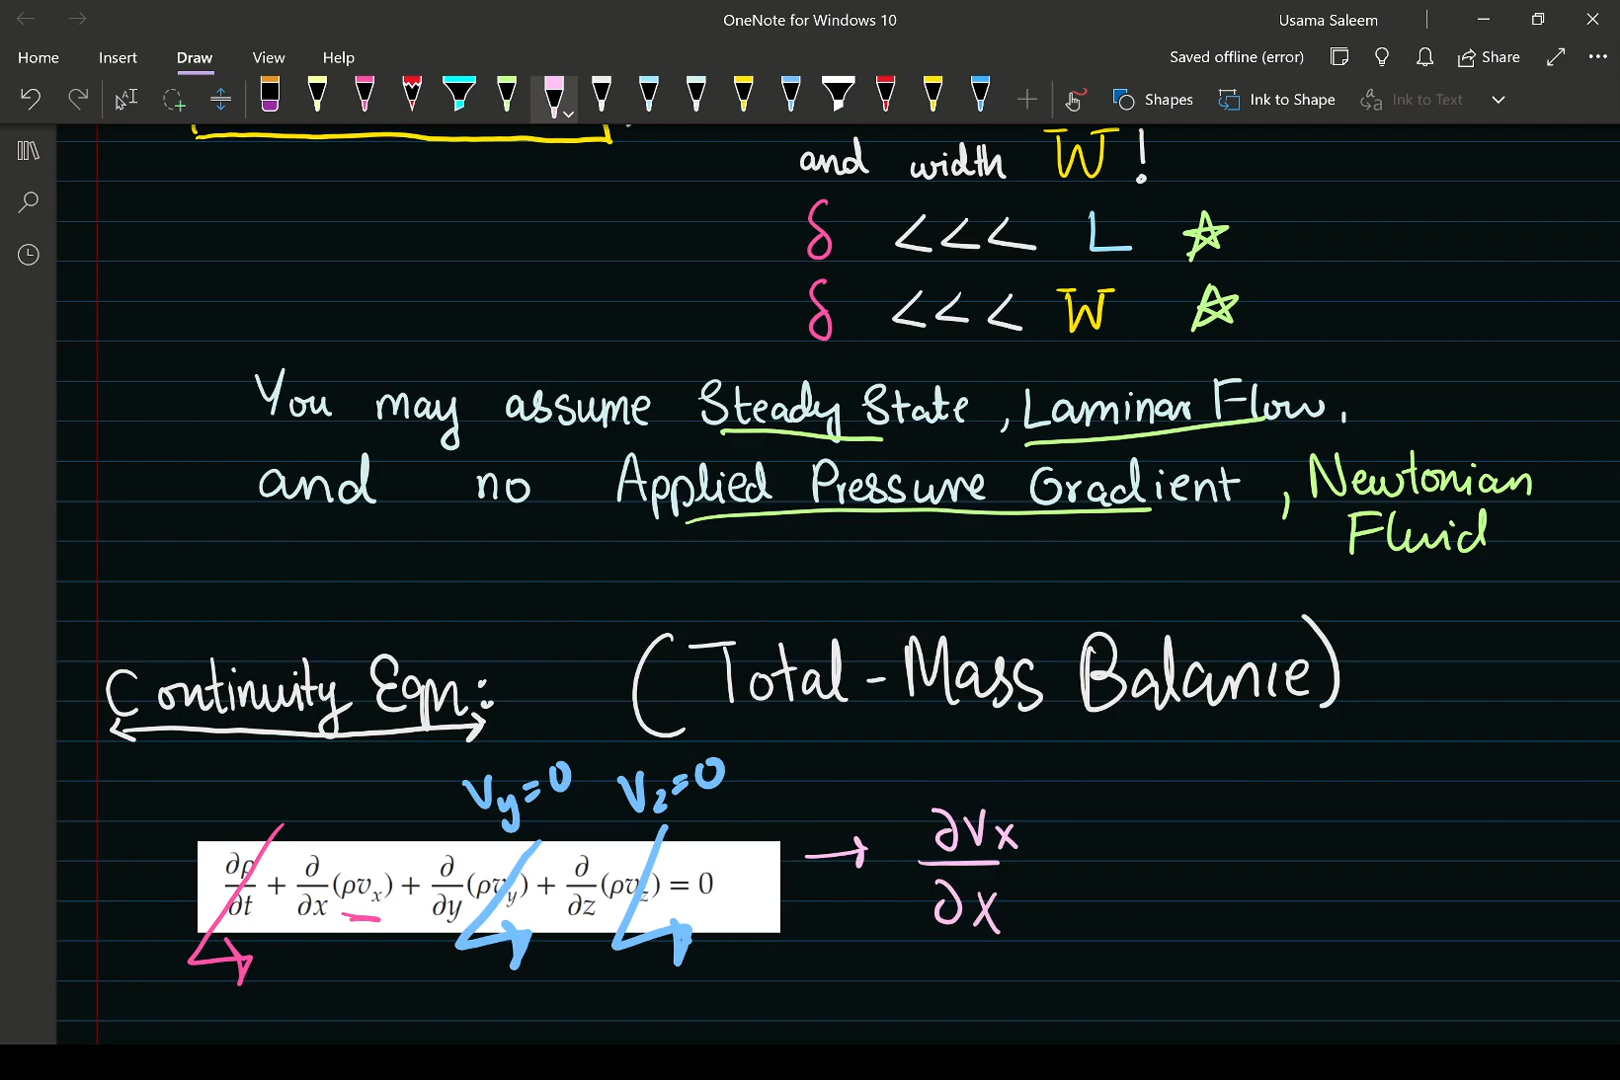 OneNote for Windows 10
Usama Saleem
Home Insert Draw View Help
Saved offline (error) Share
Shapes Ink to Shape Ink to Text
and width W !
δ <<< L
δ <<< W
You may assume Steady State, Laminar Flow.
and no Applied Pressure Gradient, Newtonian
Fluid
Continuity Eqn: (Total-Mass Balance)
Vy=0 Vz=0
∂ρ/∂t + ∂/∂x(ρvx) + ∂/∂y(ρvy) + ∂/∂z(ρvz) = 0 → ∂Vx/∂x